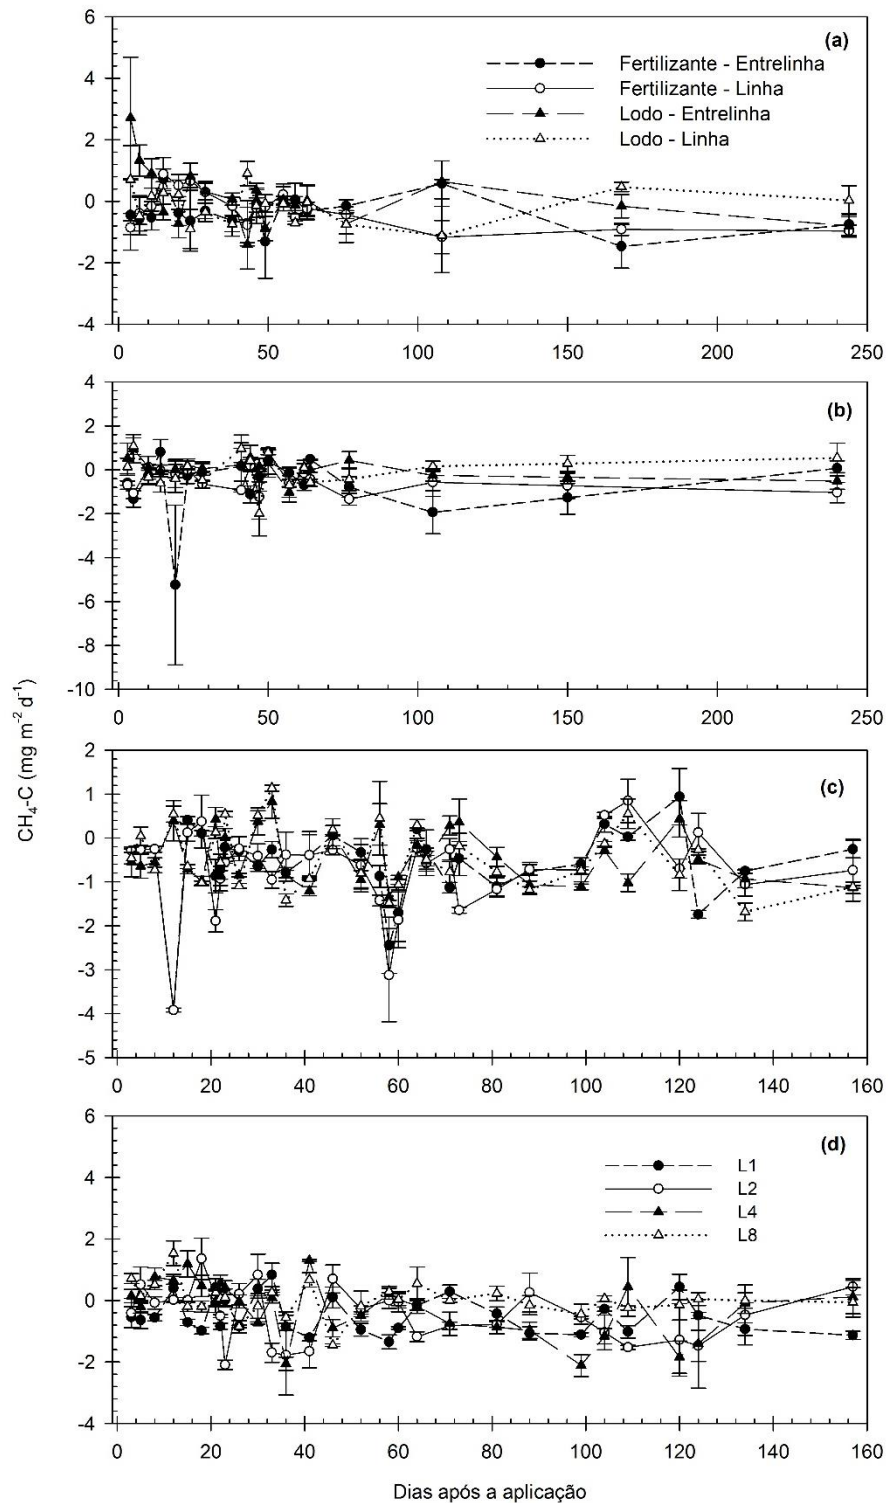 6
(a)
Fertilizante - Entrelinha
4
Fertilizante - Linha
Lodo - Entrelinha
2
Lodo - Linha
0
-2
-4
0 50 100 150 200 250
4
(b)
2
0
-2
-4
-6
-8
-10
0 50 100 150 200 250
CH₄-C (mg m⁻² d⁻¹)
2
(c)
1
0
-1
-2
-3
-4
-5
0 20 40 60 80 100 120 140 160
6
(d)
L1
4
L2
L4
2
L8
0
-2
-4
0 20 40 60 80 100 120 140 160
Dias após a aplicação